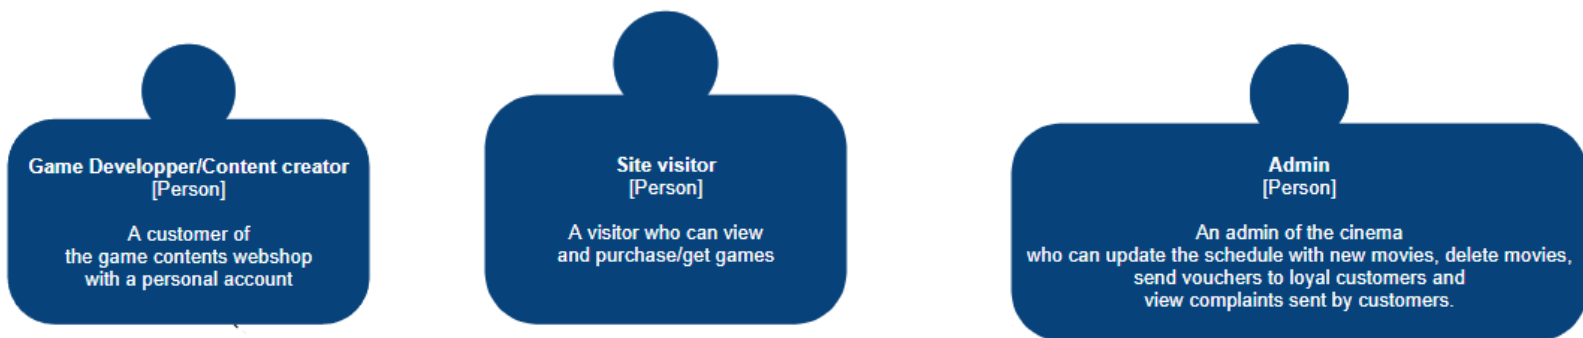 Game Developper/Content creator
[Person]
A customer of
the game contents webshop
with a personal account
Site visitor
[Person]
A visitor who can view
and purchase/get games
Admin
[Person]
An admin of the cinema
who can update the schedule with new movies, delete movies,
send vouchers to loyal customers and
view complaints sent by customers.